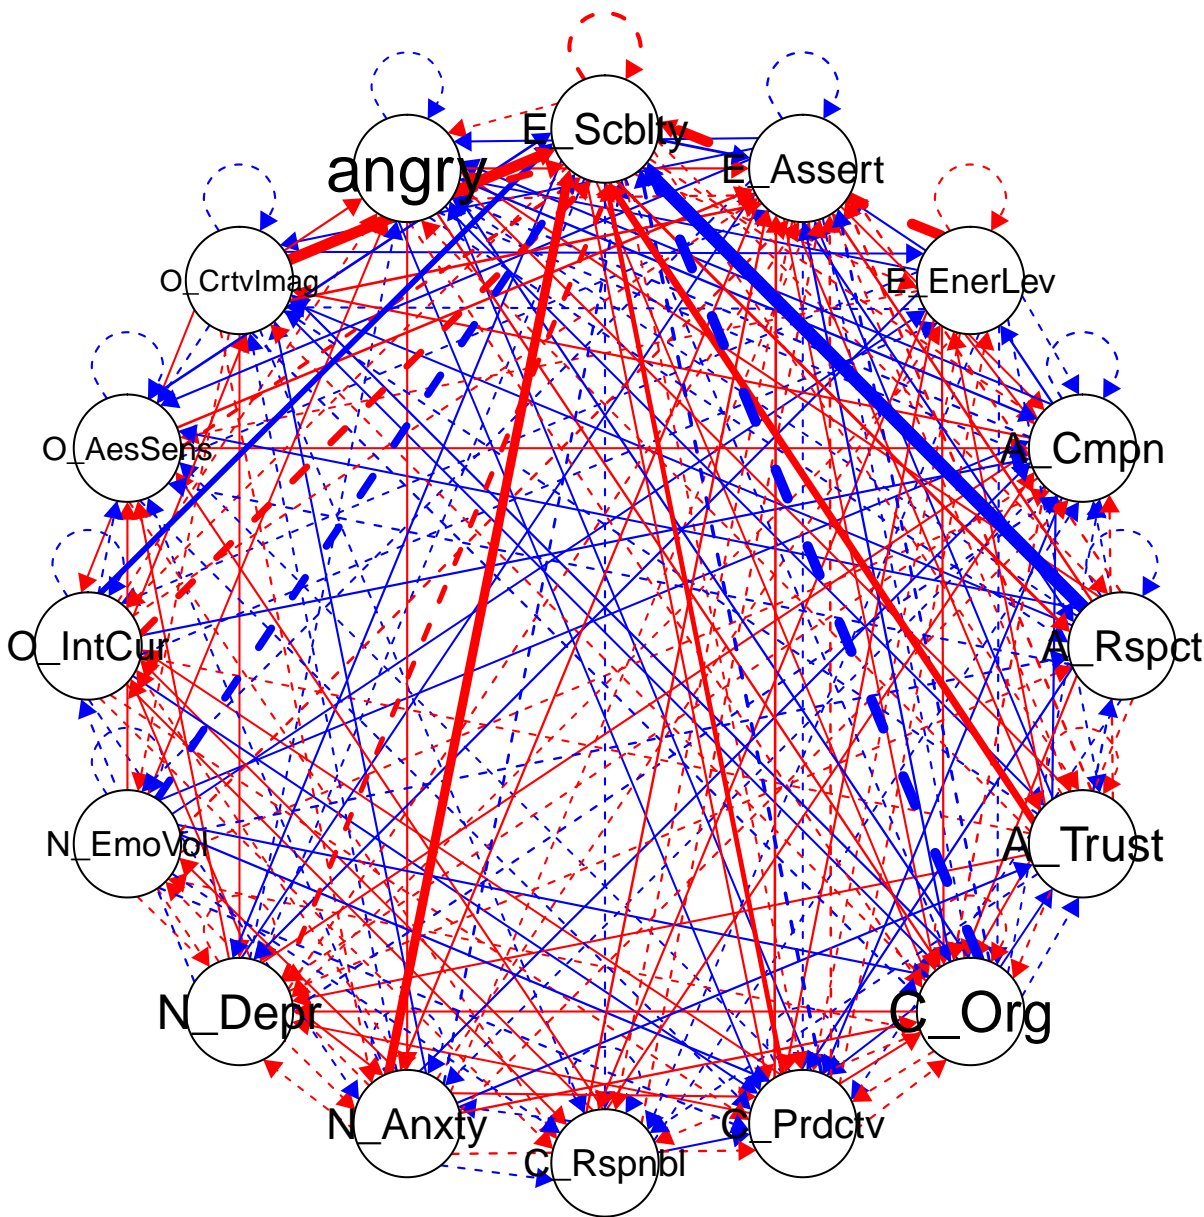 E_Scblty
angry
E_Assert
O_CrtvImag
E_EnerLev
O_AesSens
A_Cmpn
O_IntCur
A_Rspct
N_EmoVol
A_Trust
N_Depr
C_Org
N_Anxty
C_Prdctv
C_Rspnbl